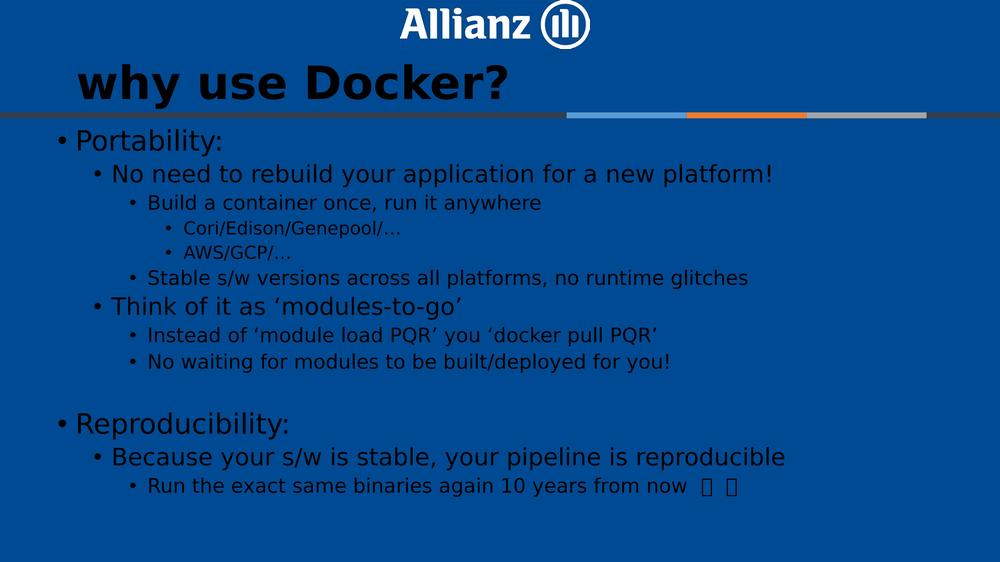 Allianz
why use Docker?
• Portability:
• No need to rebuild your application for a new platform!
• Build a container once, run it anywhere
• Cori/Edison/Genepool/…
• AWS/GCP/…
• Stable s/w versions across all platforms, no runtime glitches
• Think of it as ‘modules-to-go’
• Instead of ‘module load PQR’ you ‘docker pull PQR’
• No waiting for modules to be built/deployed for you!
• Reproducibility:
• Because your s/w is stable, your pipeline is reproducible
• Run the exact same binaries again 10 years from now